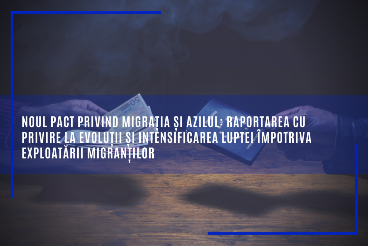 NOUL PACT PRIVIND MIGRAȚIA ȘI AZILUL: RAPORTAREA CU
PRIVIRE LA EVOLUȚII ȘI INTENSIFICAREA LUPTEI ÎMPOTRIVA
EXPLOATĂRII MIGRANȚILOR